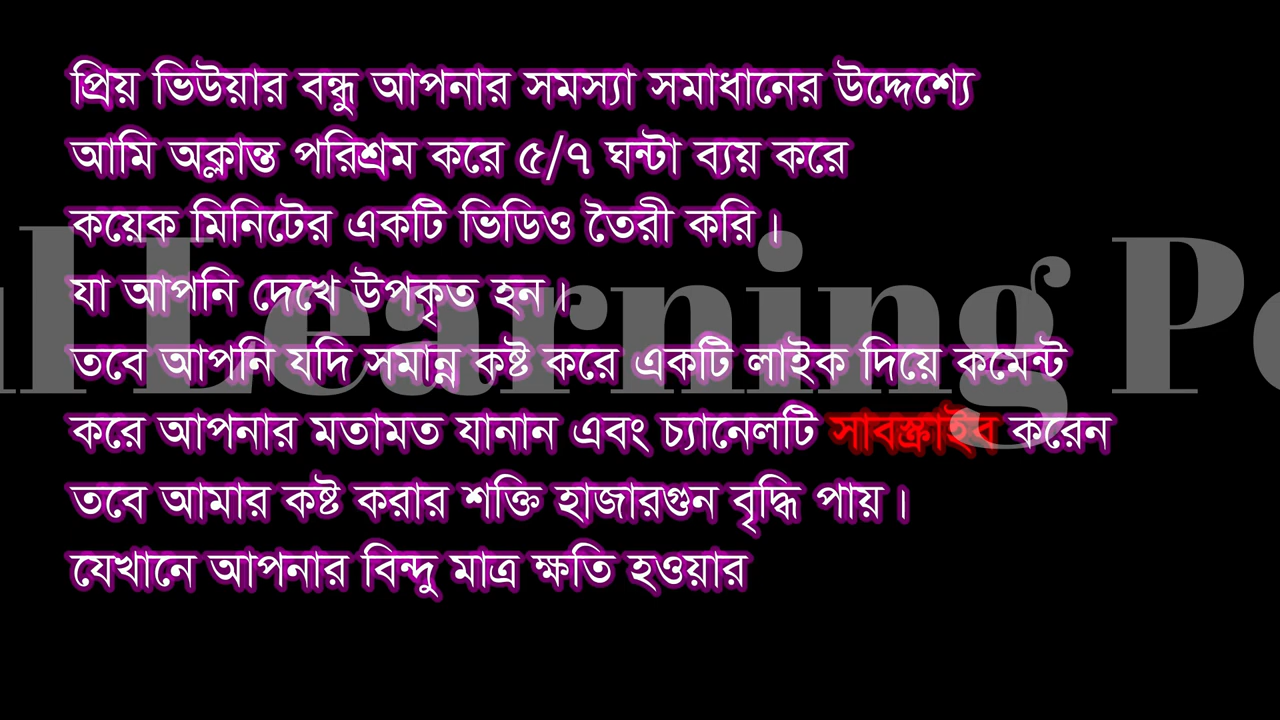 প্রিয় ভিউয়ার বন্ধু আপনার সমস্যা সমাধানের উদ্দেশ্যে
আমি অক্লান্ত পরিশ্রম করে ৫/৭ ঘন্টা ব্যয় করে
কয়েক মিনিটের একটি ভিডিও তৈরী করি।
যা আপনি দেখে উপকৃত হন।
তবে আপনি যদি সমান্ন কষ্ট করে একটি লাইক দিয়ে কমেন্ট
করে আপনার মতামত যানান এবং চ্যানেলটি সাবস্ক্রাইব করেন
তবে আমার কষ্ট করার শক্তি হাজারগুন বৃদ্ধি পায়।
যেখানে আপনার বিন্দু মাত্র ক্ষতি হওয়ার
Learning